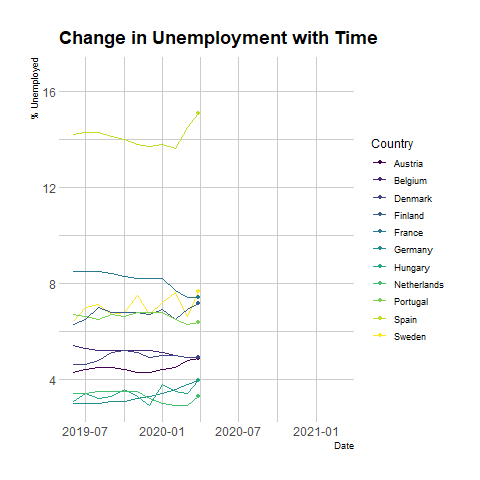 Change in Unemployment with Time
% Unemployed
16
12
8
4
2019-07
2020-01
2020-07
2021-01
Date
Country
Austria
Belgium
Denmark
Finland
France
Germany
Hungary
Netherlands
Portugal
Spain
Sweden